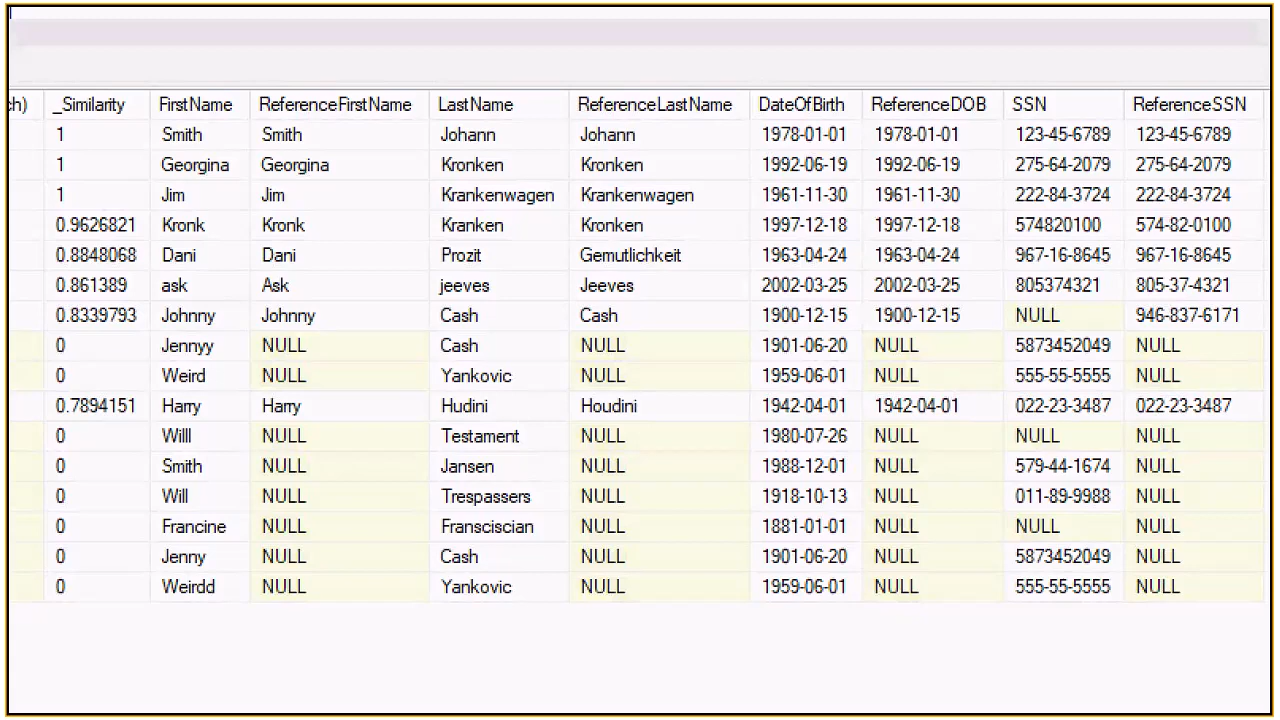 ch) _Similarity FirstName ReferenceFirstName LastName ReferenceLastName DateOfBirth ReferenceDOB SSN ReferenceSSN
1 Smith Smith Johann Johann 1978-01-01 1978-01-01 123-45-6789 123-45-6789
1 Georgina Georgina Kronken Kronken 1992-06-19 1992-06-19 275-64-2079 275-64-2079
1 Jim Jim Krankenwagen Krankenwagen 1961-11-30 1961-11-30 222-84-3724 222-84-3724
0.9626821 Kronk Kronk Kranken Kronken 1997-12-18 1997-12-18 574820100 574-82-0100
0.8848068 Dani Dani Prozit Gemutlichkeit 1963-04-24 1963-04-24 967-16-8645 967-16-8645
0.861389 ask Ask jeeves Jeeves 2002-03-25 2002-03-25 805374321 805-37-4321
0.8339793 Johnny Johnny Cash Cash 1900-12-15 1900-12-15 NULL 946-837-6171
0 Jennyy NULL Cash NULL 1901-06-20 NULL 5873452049 NULL
0 Weird NULL Yankovic NULL 1959-06-01 NULL 555-55-5555 NULL
0.7894151 Harry Harry Hudini Houdini 1942-04-01 1942-04-01 022-23-3487 022-23-3487
0 Willl NULL Testament NULL 1980-07-26 NULL NULL NULL
0 Smith NULL Jansen NULL 1988-12-01 NULL 579-44-1674 NULL
0 Will NULL Trespassers NULL 1918-10-13 NULL 011-89-9988 NULL
0 Francine NULL Fransciscian NULL 1881-01-01 NULL NULL NULL
0 Jenny NULL Cash NULL 1901-06-20 NULL 5873452049 NULL
0 Weirdd NULL Yankovic NULL 1959-06-01 NULL 555-55-5555 NULL